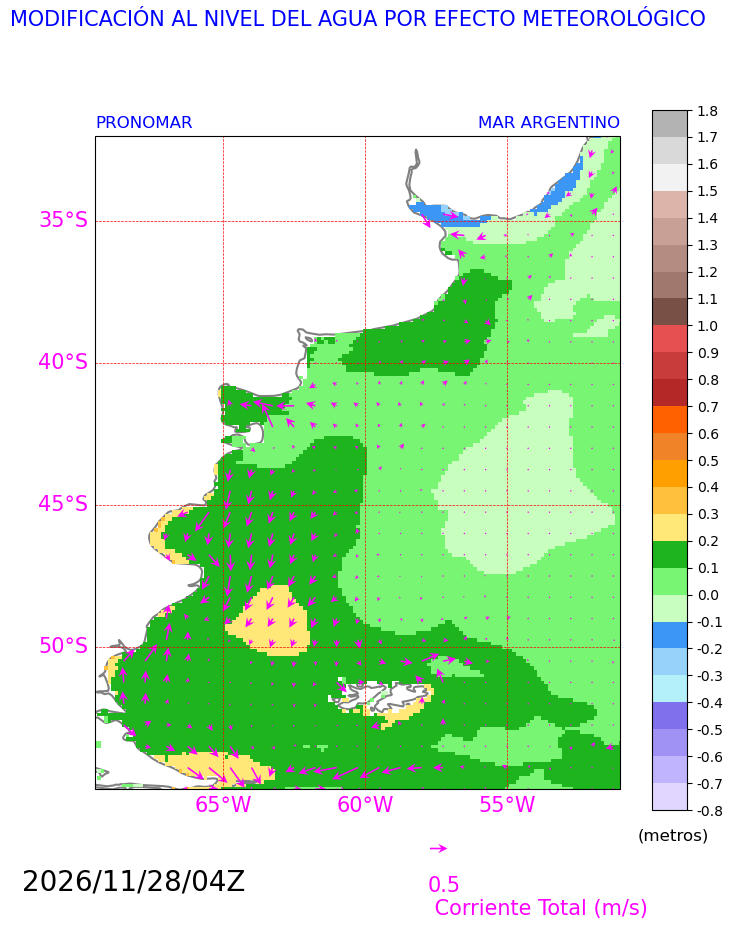 MODIFICACIÓN AL NIVEL DEL AGUA POR EFECTO METEOROLÓGICO
PRONOMAR
MAR ARGENTINO
35°S
40°S
45°S
50°S
65°W
60°W
55°W
1.8
1.7
1.6
1.5
1.4
1.3
1.2
1.1
1.0
0.9
0.8
0.7
0.6
0.5
0.4
0.3
0.2
0.1
0.0
-0.1
-0.2
-0.3
-0.4
-0.5
-0.6
-0.7
-0.8
(metros)
2026/11/28/04Z
0.5
Corriente Total (m/s)